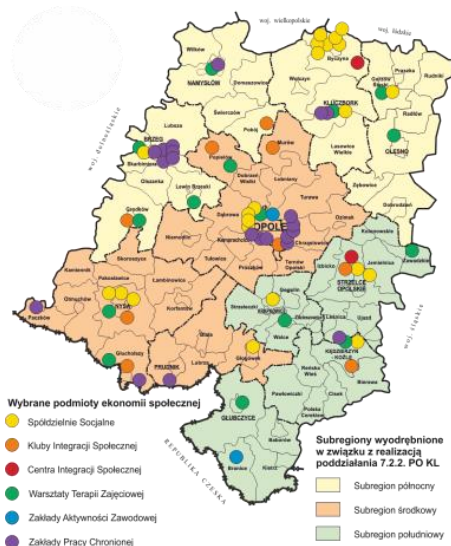 woj. wielkopolskie
woj. łódzkie
woj. dolnośląskie
woj. śląskie
REPUBLIKA CZESKA
Wilków
NAMYSŁÓW
Domaszowice
Świerczów
Pokój
Byczyna
Wołczyn
KLUCZBORK
Lasowice Wielkie
Gorzów Śląski
Praszka
Rudniki
Radłów
OLESNO
Zębowice
Dobrodzień
Lubsza
BRZEG
Skarbimierz
Olszanka
Lewin Brzeski
Grodków
Popielów
Murów
Dobrzeń Wielki
Łubniany
Turawa
Dąbrowa
OPOLE
Ozimek
Chrząstowice
Komprachcice
Niemodlin
Tułowice
Prószków
Tarnów Opolski
Skoroszyce
Kamiennik
Pakosławice
Łambinowice
Otmuchów
NYSA
Korfantów
Paczków
Głuchołazy
Biała
PRUDNIK
Lubrza
Głogówek
Kolonowskie
Zawadzkie
Izbicko
Jemielnica
STRZELCE OPOLSKIE
Gogolin
Strzeleczki
KRAPKOWICE
Zdzieszowice
Leśnica
Ujazd
Walce
KĘDZIERZYN KOŹLE
Reńska Wieś
Bierawa
Cisek
Pawłowiczki
Polska Cerekiew
GŁUBCZYCE
Baborów
Branice
Kietrz
Wybrane podmioty ekonomii społecznej
Spółdzielnie Socjalne
Kluby Integracji Społecznej
Centra Integracji Społecznej
Warsztaty Terapii Zajęciowej
Zakłady Aktywności Zawodowej
Zakłady Pracy Chronionej
Subregiony wyodrębnione
w związku z realizacją
poddziałania 7.2.2. PO KL
Subregion północny
Subregion środkowy
Subregion południowy